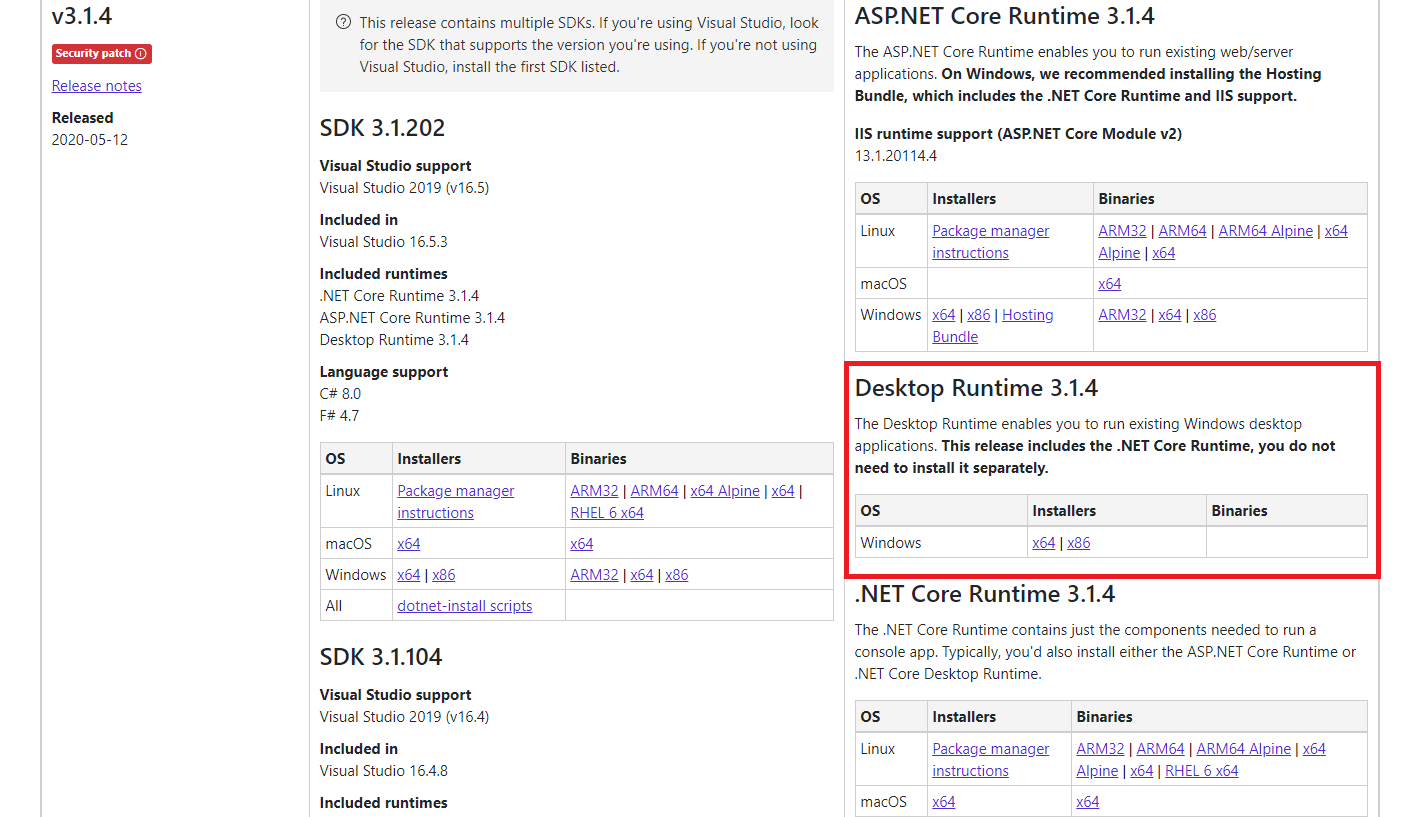 v3.1.4
Security patch
Release notes
Released
2020-05-12
This release contains multiple SDKs. If you're using Visual Studio, look
for the SDK that supports the version you're using. If you're not using
Visual Studio, install the first SDK listed.
SDK 3.1.202
Visual Studio support
Visual Studio 2019 (v16.5)
Included in
Visual Studio 16.5.3
Included runtimes
.NET Core Runtime 3.1.4
ASP.NET Core Runtime 3.1.4
Desktop Runtime 3.1.4
Language support
C# 8.0
F# 4.7
OS Installers Binaries
Linux Package manager instructions ARM32 | ARM64 | x64 Alpine | x64 | RHEL 6 x64
macOS x64 x64
Windows x64 | x86 ARM32 | x64 | x86
All dotnet-install scripts
SDK 3.1.104
Visual Studio support
Visual Studio 2019 (v16.4)
Included in
Visual Studio 16.4.8
Included runtimes
ASP.NET Core Runtime 3.1.4
The ASP.NET Core Runtime enables you to run existing web/server
applications. On Windows, we recommended installing the Hosting
Bundle, which includes the .NET Core Runtime and IIS support.
IIS runtime support (ASP.NET Core Module v2)
13.1.20114.4
OS Installers Binaries
Linux Package manager instructions ARM32 | ARM64 | ARM64 Alpine | x64 Alpine | x64
macOS x64
Windows x64 | x86 | Hosting Bundle ARM32 | x64 | x86
Desktop Runtime 3.1.4
The Desktop Runtime enables you to run existing Windows desktop
applications. This release includes the .NET Core Runtime, you do not
need to install it separately.
OS Installers Binaries
Windows x64 | x86
.NET Core Runtime 3.1.4
The .NET Core Runtime contains just the components needed to run a
console app. Typically, you'd also install either the ASP.NET Core Runtime or
.NET Core Desktop Runtime.
OS Installers Binaries
Linux Package manager instructions ARM32 | ARM64 | ARM64 Alpine | x64 Alpine | x64 | RHEL 6 x64
macOS x64 x64